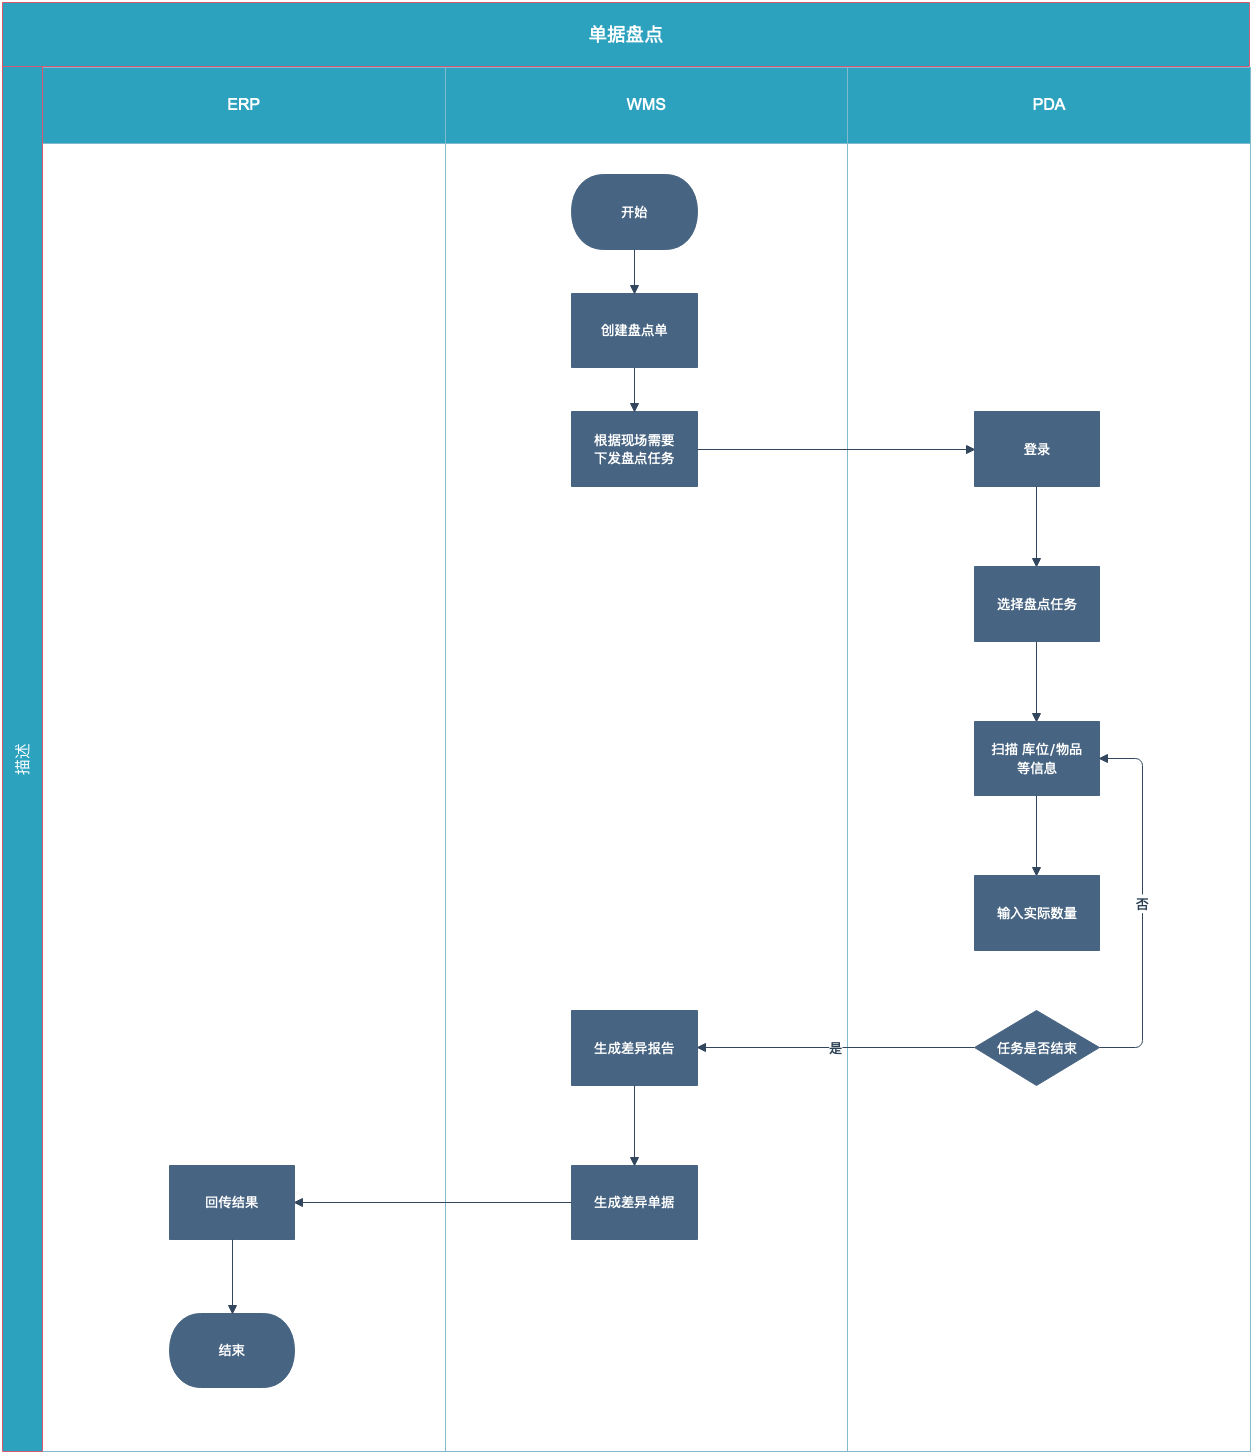 单据盘点
ERP
WMS
PDA
描述
开始
创建盘点单
根据现场需要
下发盘点任务
登录
选择盘点任务
扫描 库位/物品
等信息
输入实际数量
否
任务是否结束
是
生成差异报告
生成差异单据
回传结果
结束